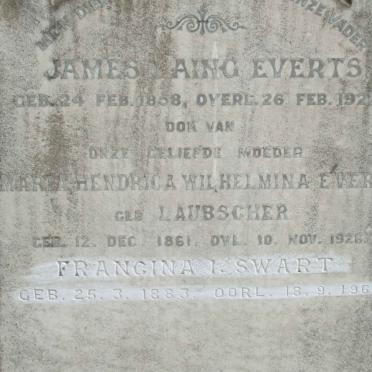 ONZE VADER
JAMES LAING EVERTS
GEB. 24 FEB. 1858, OVERL. 26 FEB. 192
OOK VAN
ONZE GELIEFDE MOEDER
MARIA HENDRICA WILHELMINA EVER
GEB LAUBSCHER
GEB. 12. DEC. 1861. OVL. 10. NOV. 1926.
FRANCINA I. SWART
GEB. 25. 3. 1883. OORL. 18. 9. 196